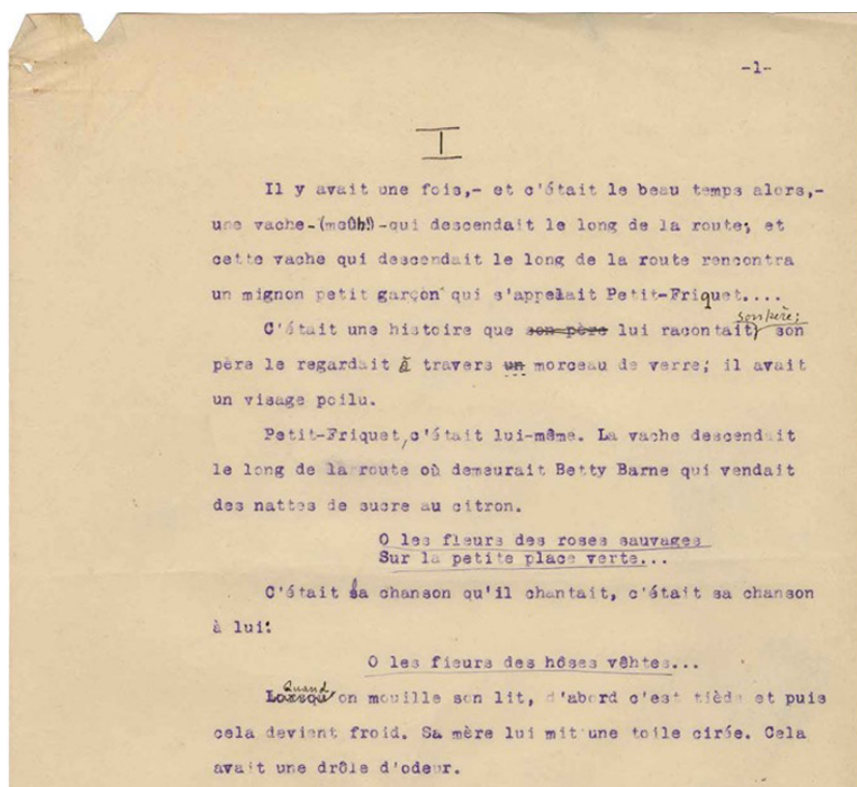 -1-
I
Il y avait une fois,- et c'était le beau temps alors,-
une vache-(meûh!)-qui descendait le long de la route; et
cette vache qui descendait le long de la route rencontra
un mignon petit garçon qui s'appelait Petit-Friquet....
son père;
C'était une histoire que son père lui racontait, son
père le regardait à travers un morceau de verre; il avait
un visage poilu.
Petit-Friquet, c'était lui-même. La vache descendait
le long de la route où demeurait Betty Barne qui vendait
des nattes de sucre au citron.
O les fleurs des roses sauvages
Sur la petite place verte...
C'était sa chanson qu'il chantait, c'était sa chanson
à lui:
O les fieurs des hôses vêhtes...
Quand
Lorsqu'on mouille son lit, d'abord c'est tiède et puis
cela devient froid. Sa mère lui mit une toile cirée. Cela
avait une drôle d'odeur.